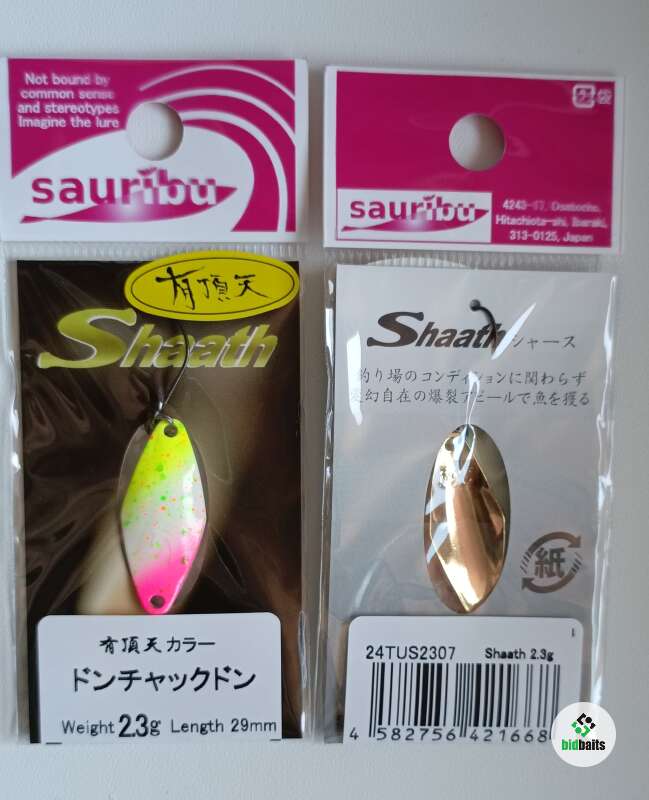 Not bound by
common sense
and stereotypes
Imagine the lure
sauribu
有頂天
Shaath
有頂天カラー
ドンチャックドン
Weight 2.3g Length 29mm
sauribu
Hitachiota-shi, Ibaraki,
313-0125, Japan
Shaath シャース
釣り場のコンディションに関わらず
幻自在の爆裂アピールで魚を獲る
紙
24TUS2307 Shaath 2.3g
4 582756 421668
bidbaits